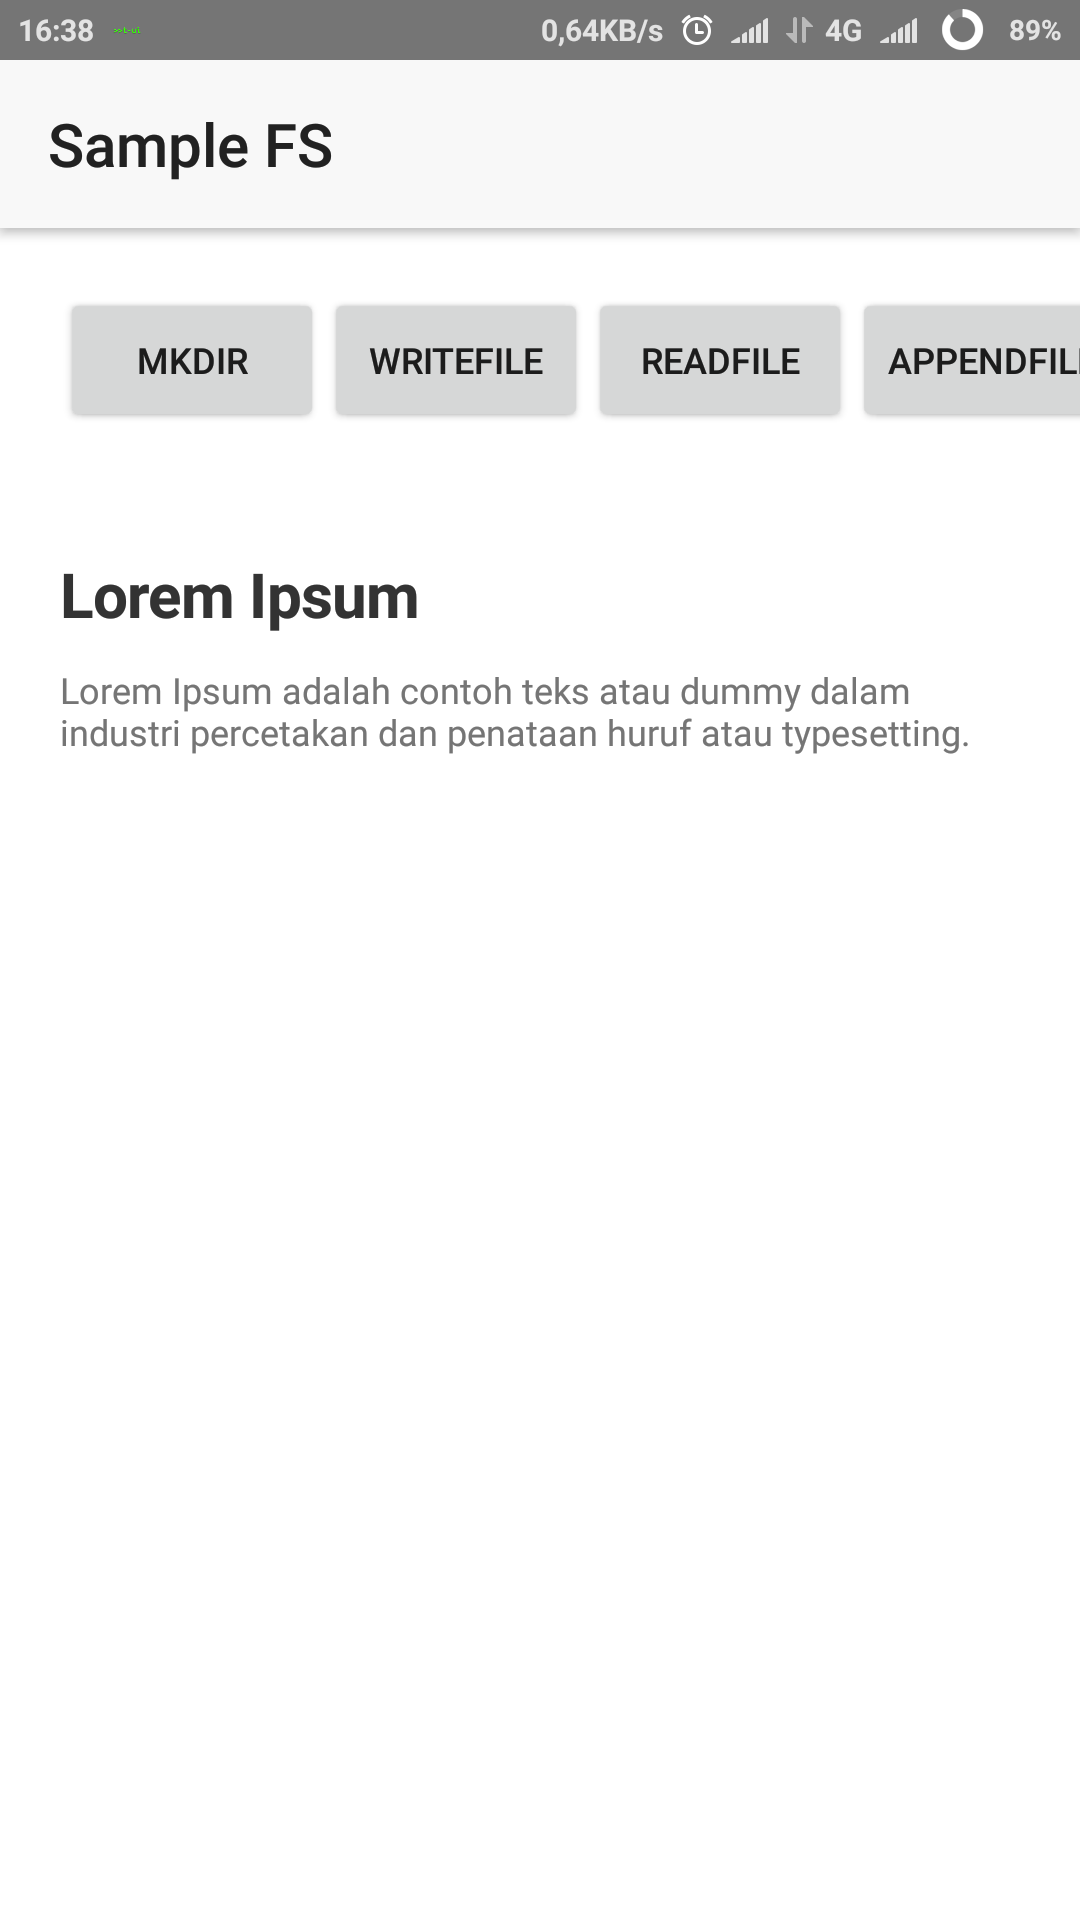 16:38 0,64KB/s 4G 89%
Sample FS
MKDIR WRITEFILE READFILE APPENDFIL
Lorem Ipsum
Lorem Ipsum adalah contoh teks atau dummy dalam
industri percetakan dan penataan huruf atau typesetting.